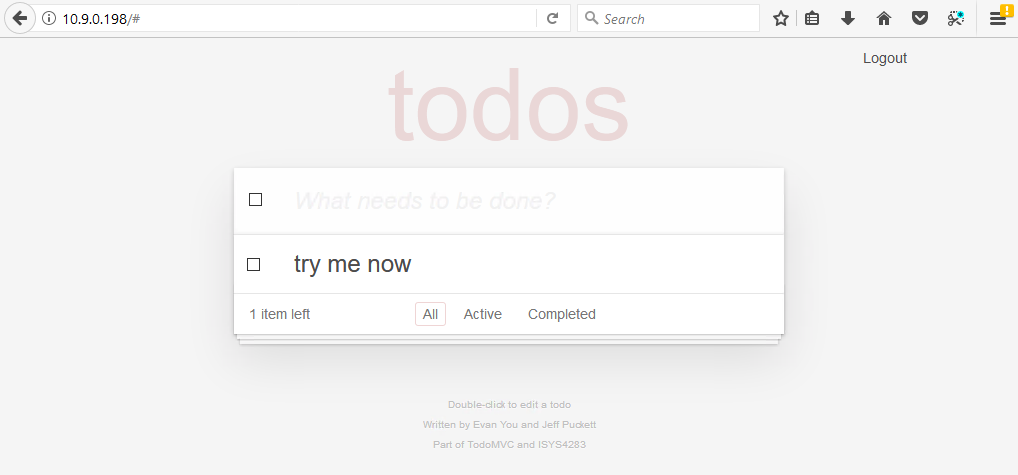 10.9.0.198/#
Search
Logout
todos
What needs to be done?
try me now
1 item left All Active Completed
Double-click to edit a todo
Written by Evan You and Jeff Puckett
Part of TodoMVC and ISYS4283